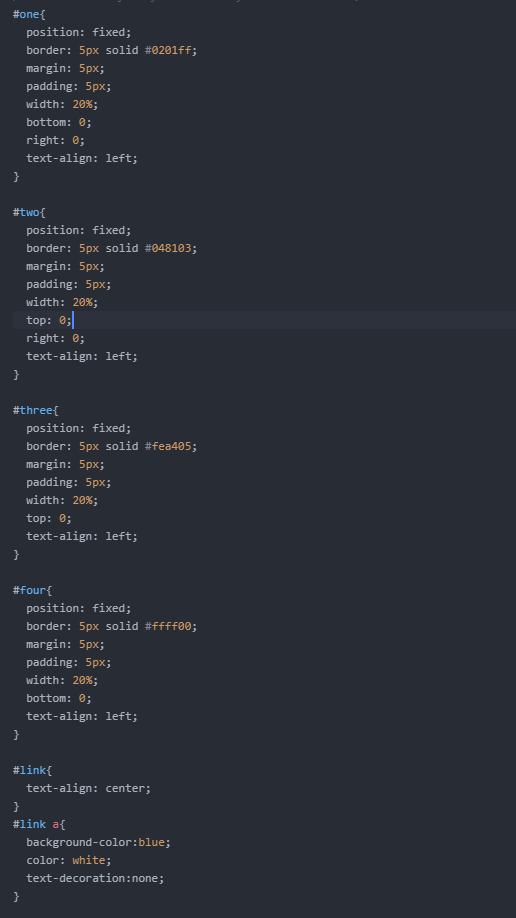 #one{
  position: fixed;
  border: 5px solid #0201ff;
  margin: 5px;
  padding: 5px;
  width: 20%;
  bottom: 0;
  right: 0;
  text-align: left;
}

#two{
  position: fixed;
  border: 5px solid #048103;
  margin: 5px;
  padding: 5px;
  width: 20%;
  top: 0;
  right: 0;
  text-align: left;
}

#three{
  position: fixed;
  border: 5px solid #fea405;
  margin: 5px;
  padding: 5px;
  width: 20%;
  top: 0;
  text-align: left;
}

#four{
  position: fixed;
  border: 5px solid #ffff00;
  margin: 5px;
  padding: 5px;
  width: 20%;
  bottom: 0;
  text-align: left;
}

#link{
  text-align: center;
}
#link a{
  background-color:blue;
  color: white;
  text-decoration:none;
}